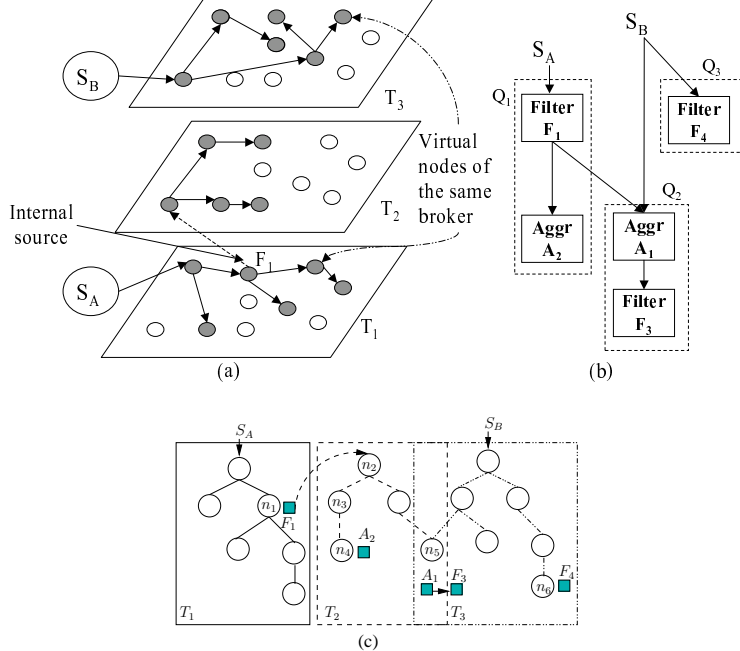 S_B
T_3
Virtual
nodes of
the same
broker
T_2
Internal
source
F_1
S_A
T_1
(a)
S_B
S_A
Q_3
Q_1
Filter
F_1
Filter
F_4
Q_2
Aggr
A_2
Aggr
A_1
Filter
F_3
(b)
S_A
S_B
n_2
n_1
F_1
n_3
A_2
n_4
n_5
A_1
F_3
F_4
n_6
T_1
T_2
T_3
(c)